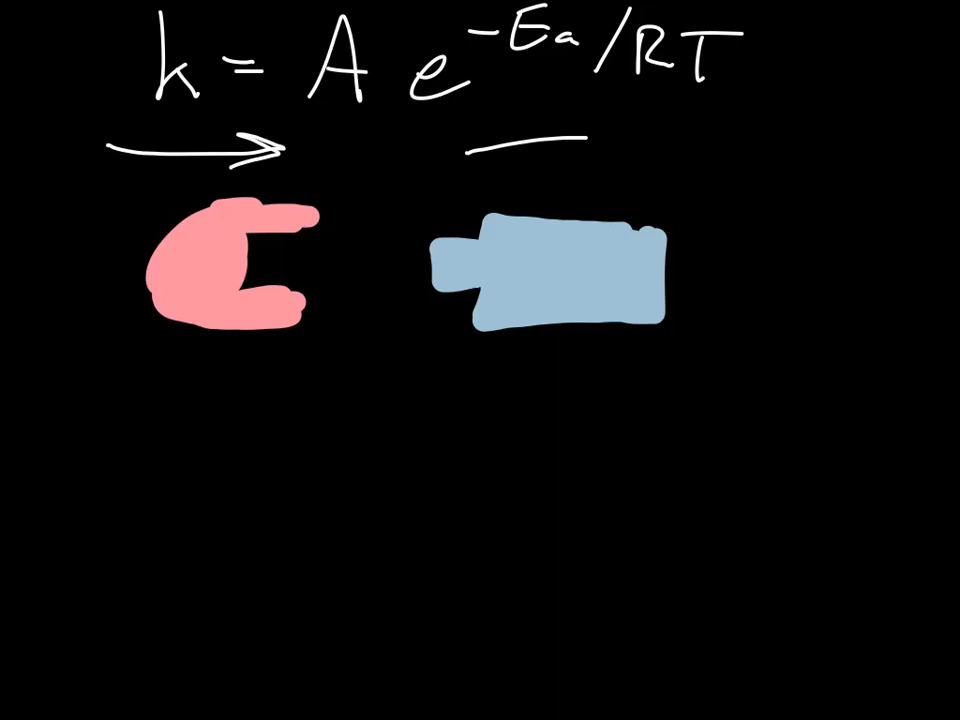 k = A e^{-Ea/RT}